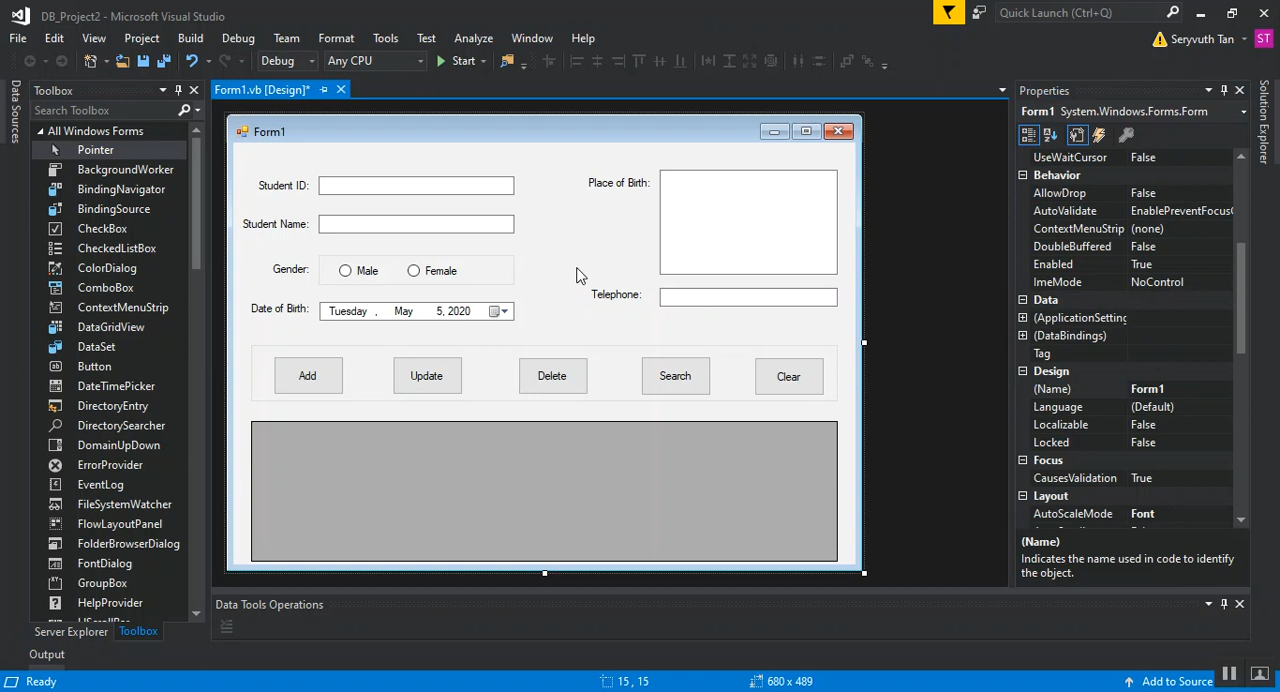 DB_Project2 - Microsoft Visual Studio
Quick Launch (Ctrl+Q)
File Edit View Project Build Debug Team Format Tools Test Analyze Window Help
Seryvuth Tan ST
Debug Any CPU Start
Data Sources
Toolbox
Search Toolbox
All Windows Forms
Pointer
BackgroundWorker
BindingNavigator
BindingSource
CheckBox
CheckedListBox
ColorDialog
ComboBox
ContextMenuStrip
DataGridView
DataSet
Button
DateTimePicker
DirectoryEntry
DirectorySearcher
DomainUpDown
ErrorProvider
EventLog
FileSystemWatcher
FlowLayoutPanel
FolderBrowserDialog
FontDialog
GroupBox
HelpProvider
Server Explorer Toolbox
Form1.vb [Design]*
Form1
Student ID:
Student Name:
Gender: Male Female
Date of Birth: Tuesday , May 5, 2020
Place of Birth:
Telephone:
Add Update Delete Search Clear
Data Tools Operations
Properties
Form1 System.Windows.Forms.Form
UseWaitCursor False
Behavior
AllowDrop False
AutoValidate EnablePreventFocusC
ContextMenuStrip (none)
DoubleBuffered False
Enabled True
ImeMode NoControl
Data
(ApplicationSetting
(DataBindings)
Tag
Design
(Name) Form1
Language (Default)
Localizable False
Locked False
Focus
CausesValidation True
Layout
AutoScaleMode Font
(Name)
Indicates the name used in code to identify
the object.
Solution Explorer
Output
Ready 15 , 15 680 x 489 Add to Source